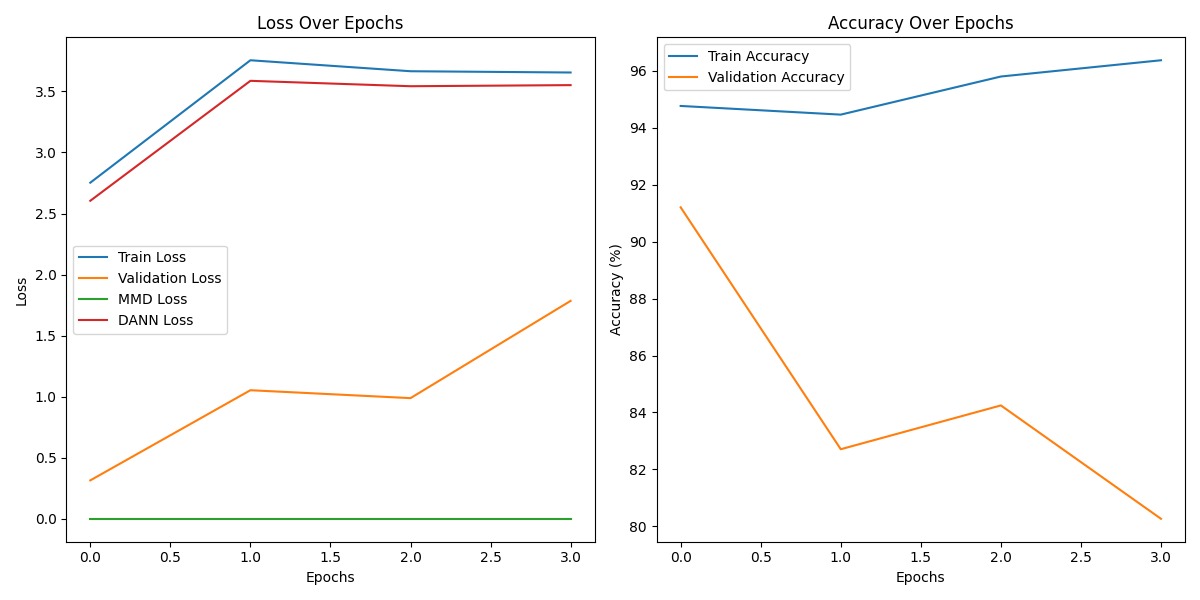 Loss Over Epochs
3.5
3.0
2.5
2.0
1.5
1.0
0.5
0.0
Loss
Train Loss
Validation Loss
MMD Loss
DANN Loss
0.0 0.5 1.0 1.5 2.0 2.5 3.0
Epochs
Accuracy Over Epochs
Train Accuracy
Validation Accuracy
96
94
92
90
88
86
84
82
80
Accuracy (%)
0.0 0.5 1.0 1.5 2.0 2.5 3.0
Epochs